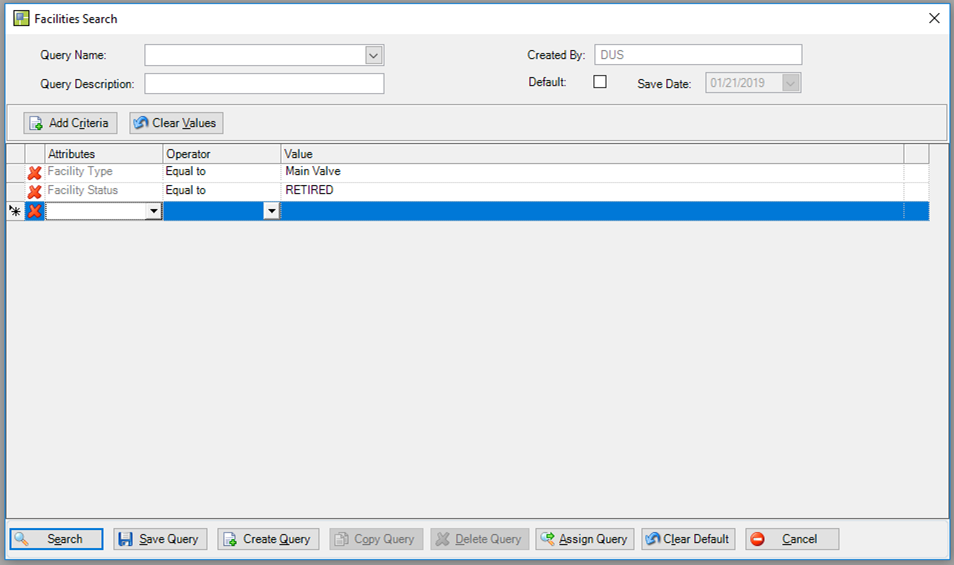 Facilities Search
Query Name:
Created By: DUS
Query Description:
Default: Save Date: 01/21/2019
Add Criteria Clear Values
Attributes Operator Value
Facility Type Equal to Main Valve
Facility Status Equal to RETIRED
Search Save Query Create Query Copy Query Delete Query Assign Query Clear Default Cancel